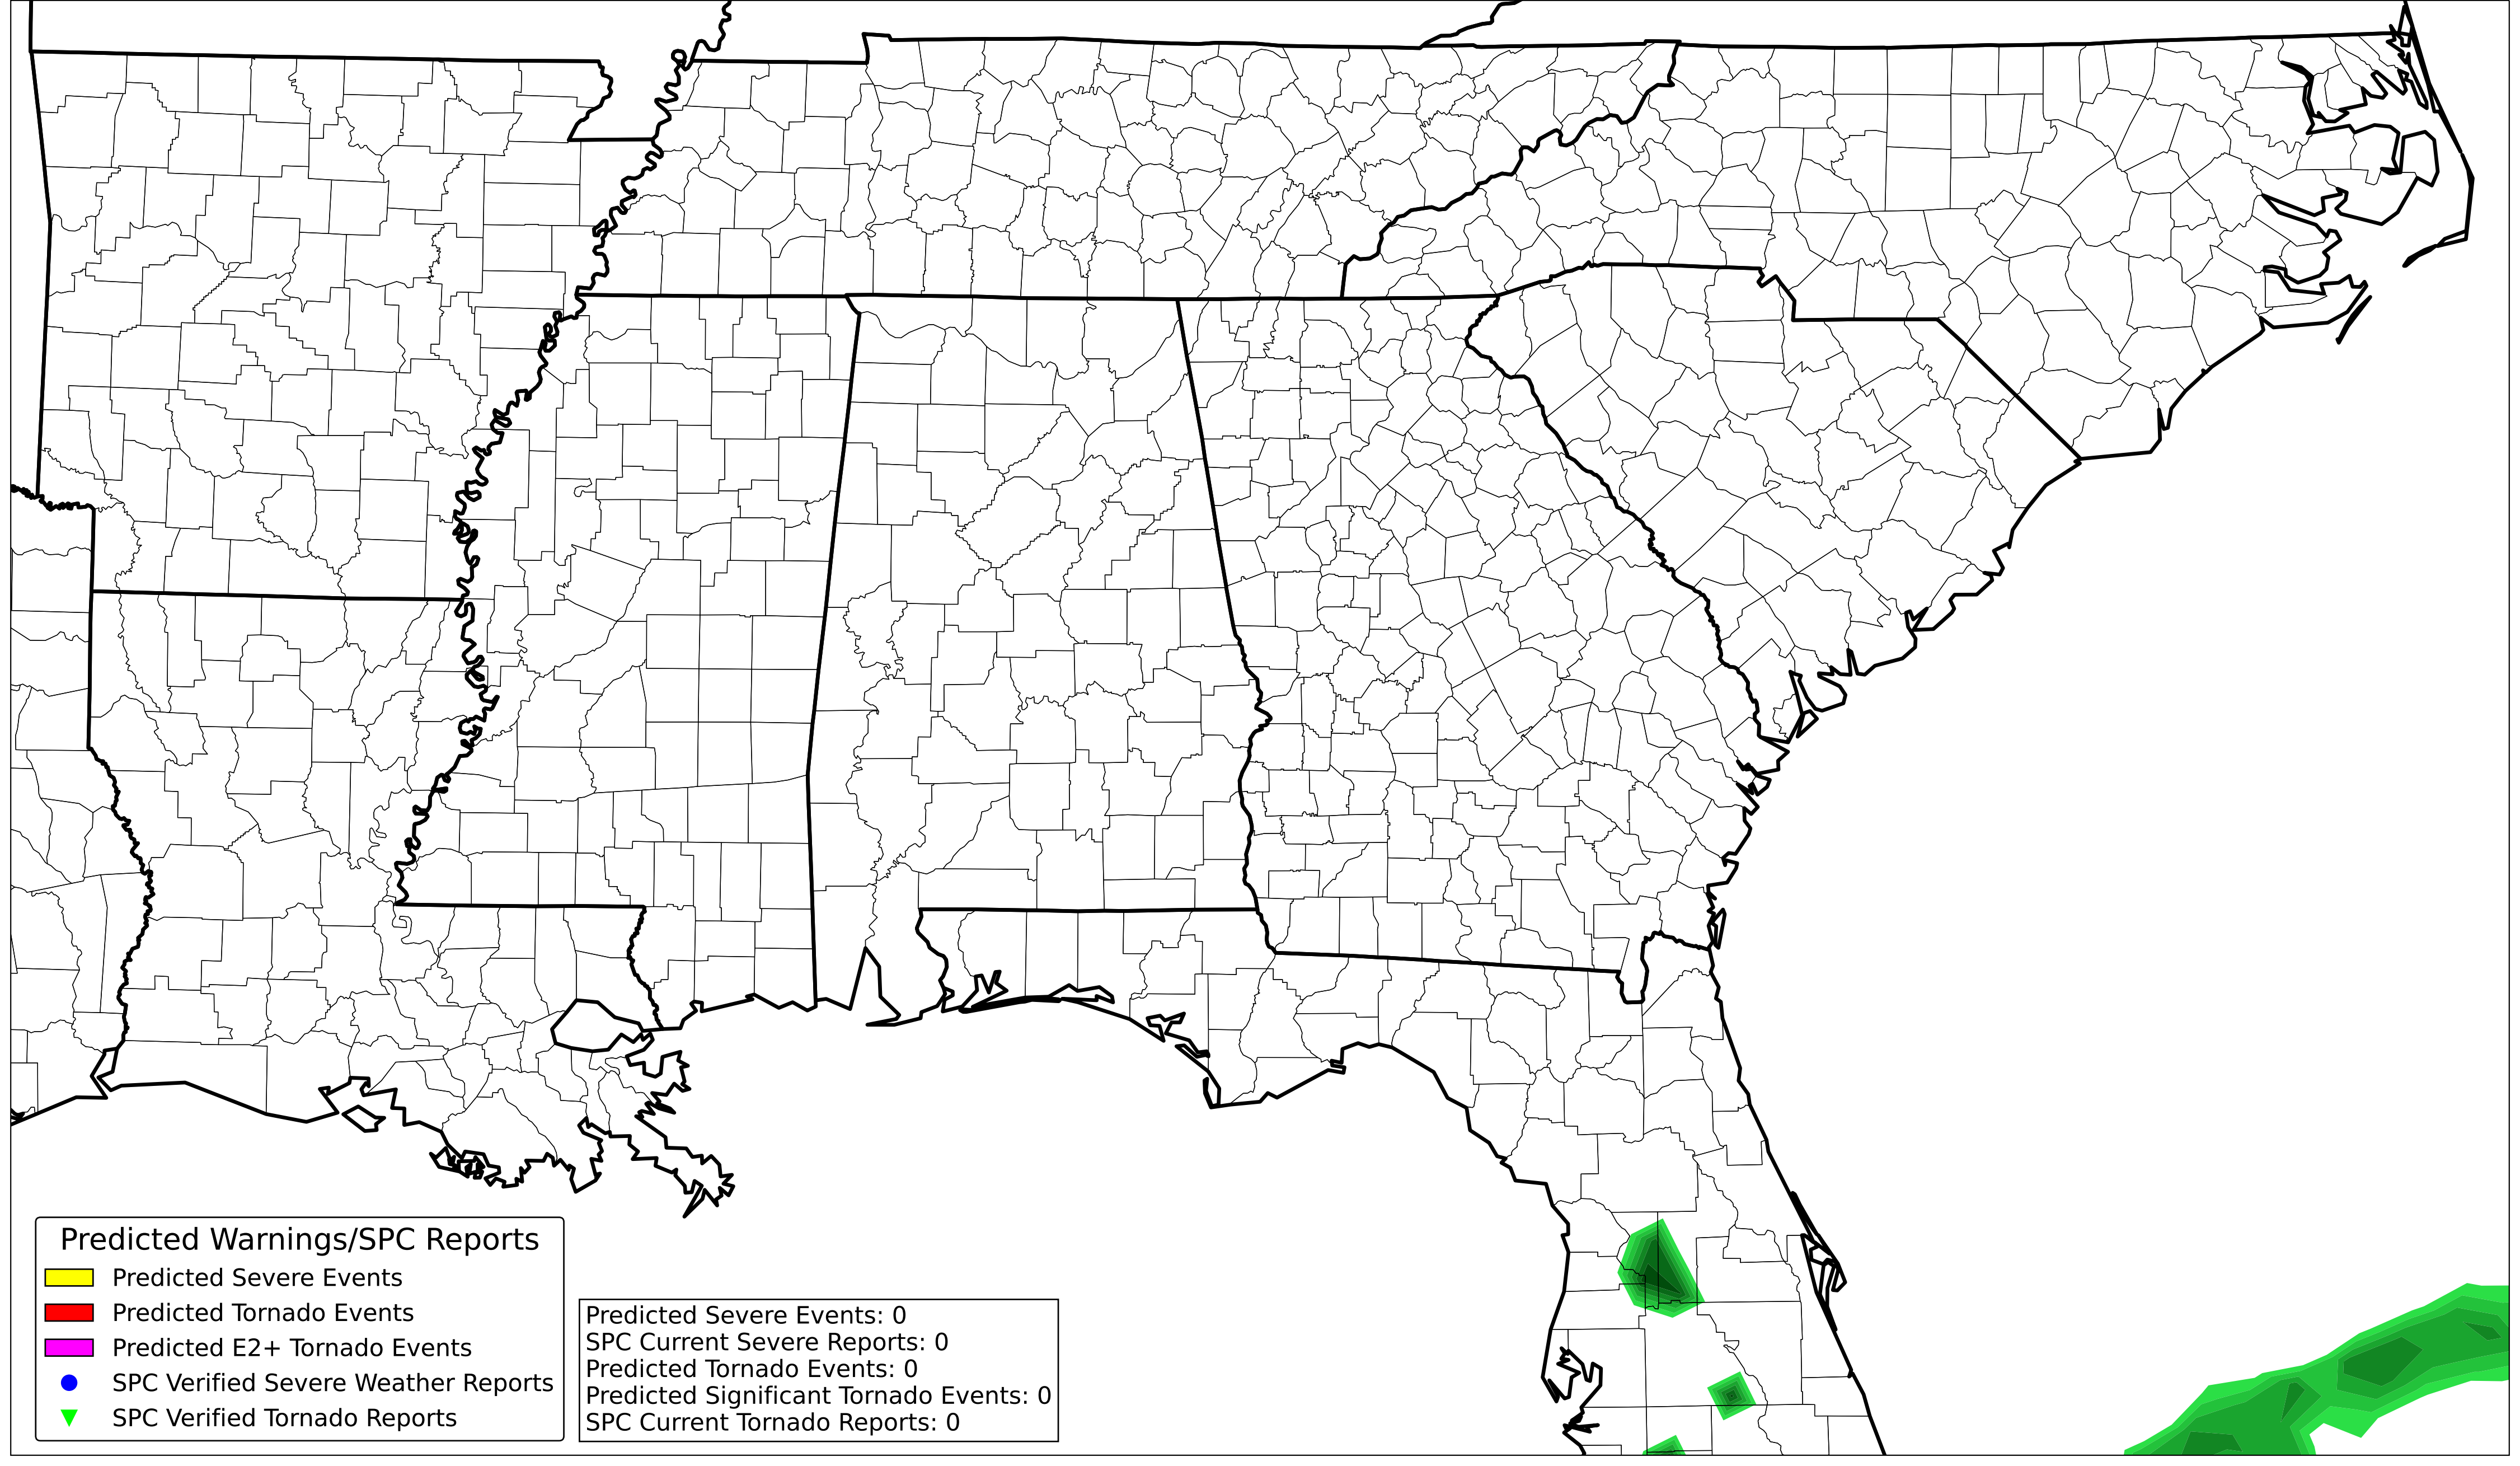 Predicted Warnings/SPC Reports
Predicted Severe Events
Predicted Tornado Events
Predicted E2+ Tornado Events
SPC Verified Severe Weather Reports
SPC Verified Tornado Reports
Predicted Severe Events: 0
SPC Current Severe Reports: 0
Predicted Tornado Events: 0
Predicted Significant Tornado Events: 0
SPC Current Tornado Reports: 0